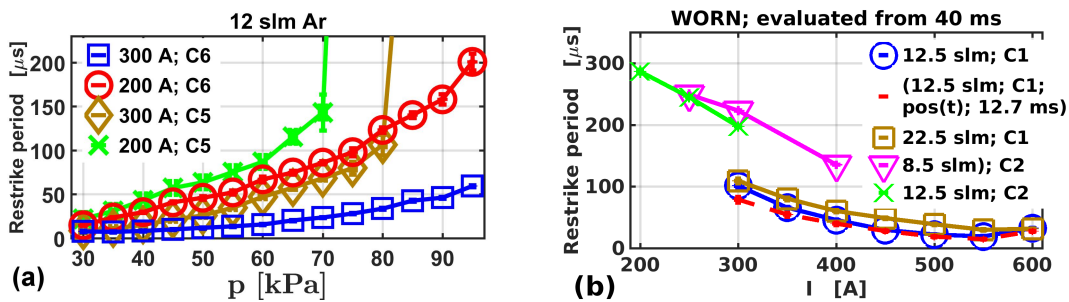 12 slm Ar
Restrike period [μs]
200
150
100
50
0
300 A; C6
200 A; C6
300 A; C5
200 A; C5
30 40 50 60 70 80 90
p [kPa]
(a)
WORN; evaluated from 40 ms
Restrike period [μs]
300
200
100
0
12.5 slm; C1
(12.5 slm; C1;
pos(t); 12.7 ms)
22.5 slm; C1
8.5 slm); C2
12.5 slm; C2
200 300 400 500 600
I [A]
(b)